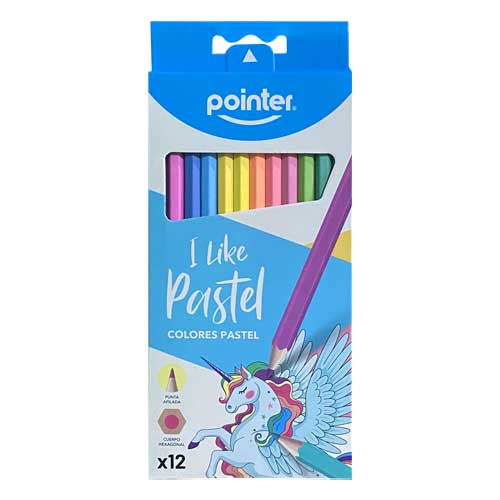 pointer
I Like
Pastel
COLORES PASTEL
PUNTA
AFILADA
CUERPO
HEXAGONAL
x12